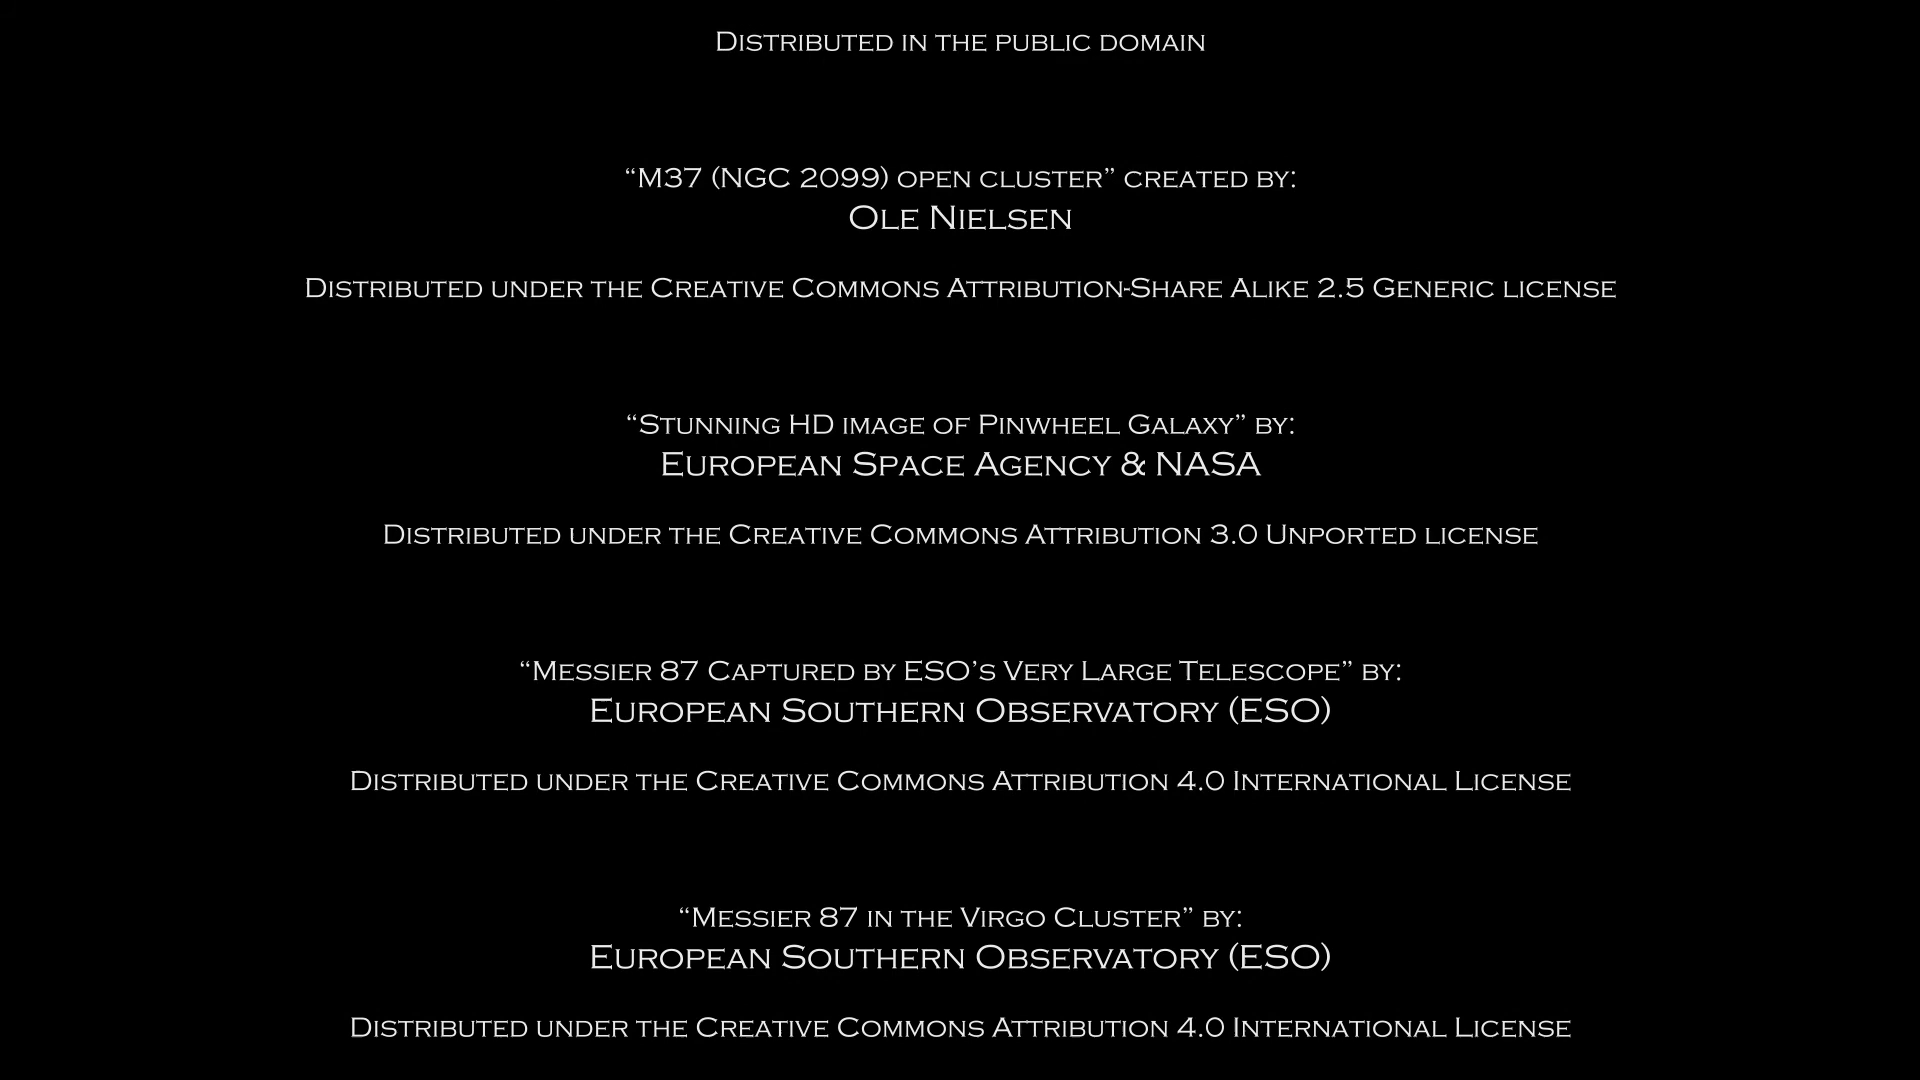 Distributed in the public domain
“M37 (NGC 2099) open cluster” created by:
Ole Nielsen
Distributed under the Creative Commons Attribution-Share Alike 2.5 Generic license
“Stunning HD image of Pinwheel Galaxy” by:
European Space Agency & NASA
Distributed under the Creative Commons Attribution 3.0 Unported license
“Messier 87 Captured by ESO’s Very Large Telescope” by:
European Southern Observatory (ESO)
Distributed under the Creative Commons Attribution 4.0 International License
“Messier 87 in the Virgo Cluster” by:
European Southern Observatory (ESO)
Distributed under the Creative Commons Attribution 4.0 International License